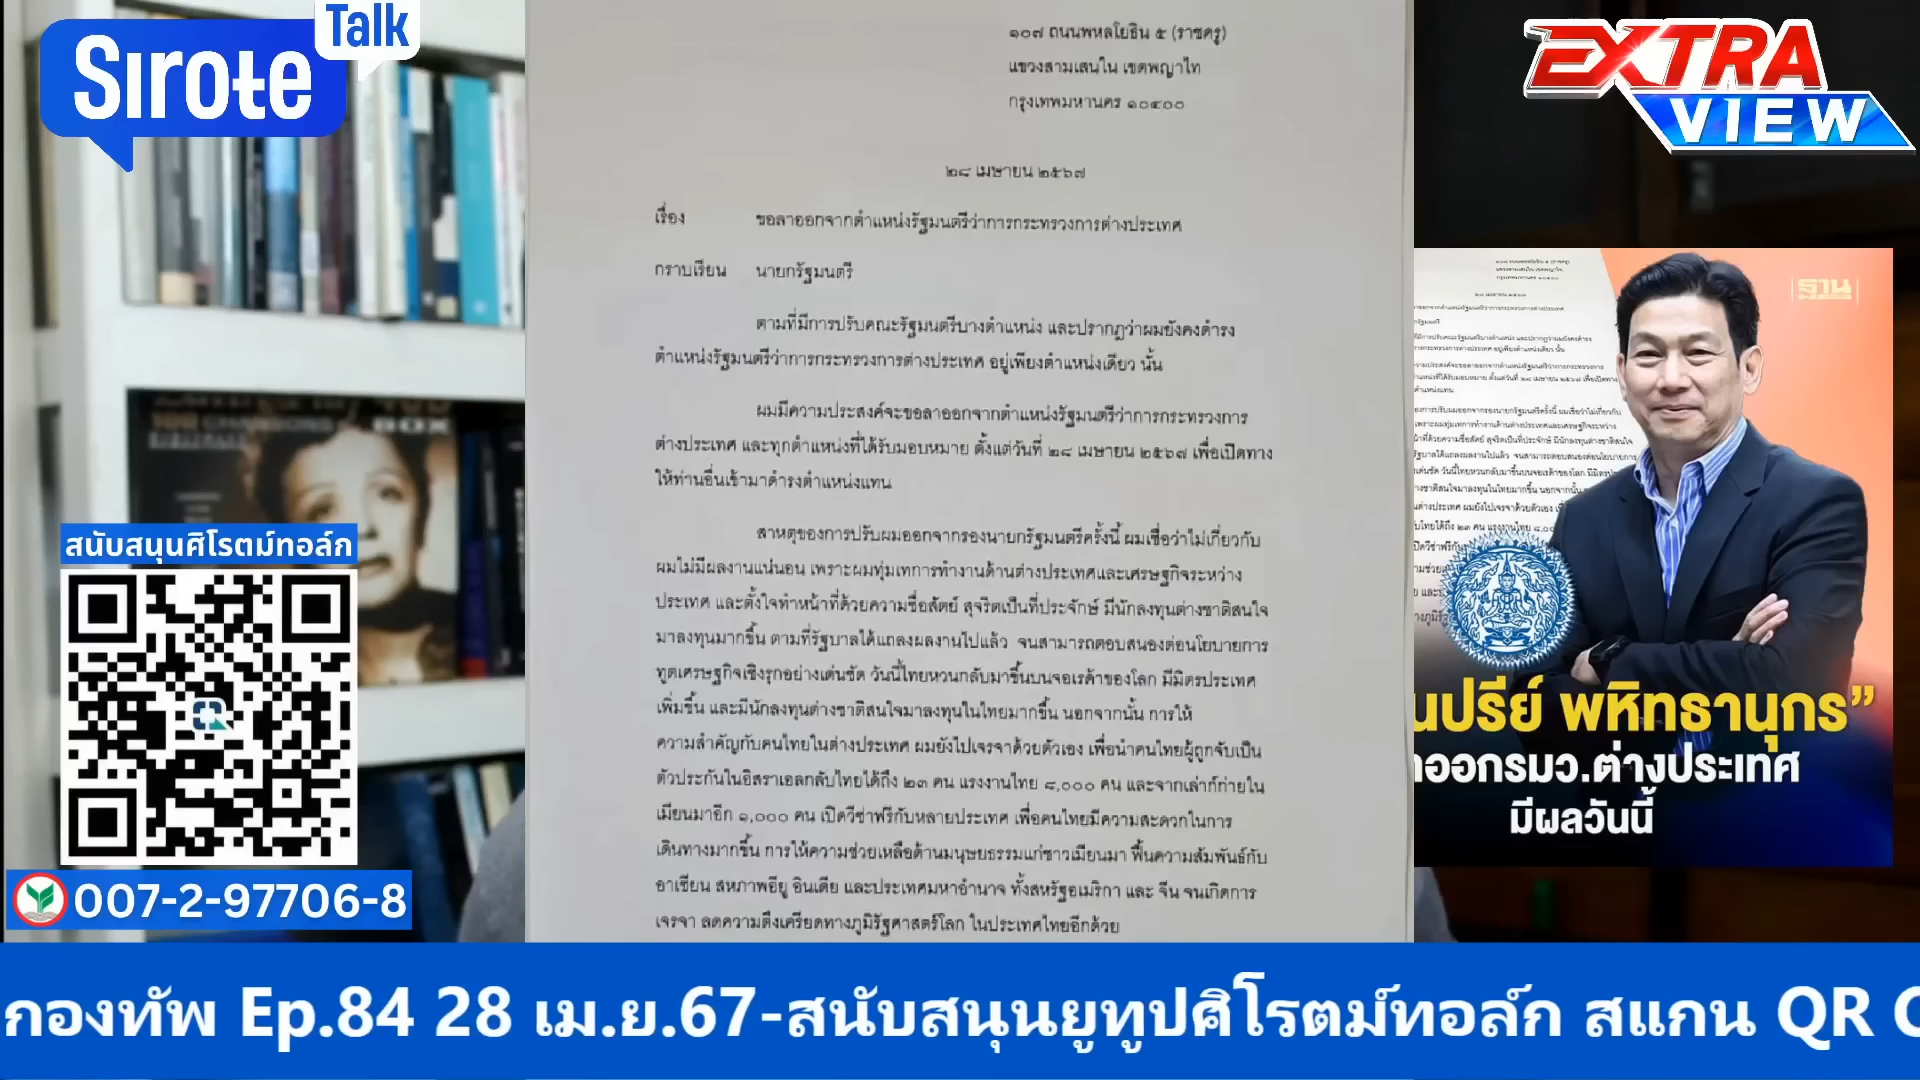 Talk
Sirote
EXTRA
VIEW
๑๐๗ ถนนพหลโยธิน ๕ (ราชครู)
แขวงสามเสนใน เขตพญาไท
กรุงเทพมหานคร ๑๐๔๐๐
๒๘ เมษายน ๒๕๖๗
เรื่อง ขอลาออกจากตำแหน่งรัฐมนตรีว่าการกระทรวงการต่างประเทศ
กราบเรียน นายกรัฐมนตรี
ตามที่มีการปรับคณะรัฐมนตรีบางตำแหน่ง และปรากฏว่าผมยังคงดำรง
ตำแหน่งรัฐมนตรีว่าการกระทรวงการต่างประเทศ อยู่เพียงตำแหน่งเดียว นั้น
ผมมีความประสงค์จะขอลาออกจากตำแหน่งรัฐมนตรีว่าการกระทรวงการ
ต่างประเทศ และทุกตำแหน่งที่ได้รับมอบหมาย ตั้งแต่วันที่ ๒๘ เมษายน ๒๕๖๗ เพื่อเปิดทาง
ให้ท่านอื่นเข้ามาดำรงตำแหน่งแทน
สาเหตุของการปรับผมออกจากรองนายกรัฐมนตรีครั้งนี้ ผมเชื่อว่าไม่เกี่ยวกับ
ผมไม่มีผลงานแน่นอน เพราะผมทุ่มเทการทำงานด้านต่างประเทศและเศรษฐกิจระหว่าง
ประเทศ และตั้งใจทำหน้าที่ด้วยความซื่อสัตย์ สุจริตเป็นที่ประจักษ์ มีนักลงทุนต่างชาติสนใจ
มาลงทุนมากขึ้น ตามที่รัฐบาลได้แถลงผลงานไปแล้ว จนสามารถตอบสนองต่อนโยบายการ
ทูตเศรษฐกิจเชิงรุกอย่างเด่นชัด วันนี้ไทยหวนกลับมาขึ้นบนจอเรด้าของโลก มีมิตรประเทศ
เพิ่มขึ้น และมีนักลงทุนต่างชาติสนใจมาลงทุนในไทยมากขึ้น นอกจากนั้น การให้
ความสำคัญกับคนไทยในต่างประเทศ ผมยังไปเจรจาด้วยตัวเอง เพื่อนำคนไทยผู้ถูกจับเป็น
ตัวประกันในอิสราเอลกลับไทยได้ถึง ๒๓ คน แรงงานไทย ๘,๐๐๐ คน และจากเล่าก์ก่ายใน
เมียนมาอีก ๑,๐๐๐ คน เปิดวีซ่าฟรีกับหลายประเทศ เพื่อคนไทยมีความสะดวกในการ
เดินทางมากขึ้น การให้ความช่วยเหลือด้านมนุษยธรรมแก่ชาวเมียนมา ฟื้นความสัมพันธ์กับ
อาเซียน สหภาพอียู อินเดีย และประเทศมหาอำนาจ ทั้งสหรัฐอเมริกา และ จีน จนเกิดการ
เจรจา ลดความตึงเครียดทางภูมิรัฐศาสตร์โลก ในประเทศไทยอีกด้วย
ฐาน
นปรีย์ พหิทธานุกร”
าออกรมว.ต่างประเทศ
มีผลวันนี้
สนับสนุนศิโรตม์ทอล์ก
007-2-97706-8
กองทัพ Ep.84 28 เม.ย.67-สนับสนุนยูทูปศิโรตม์ทอล์ก สแกน QR C